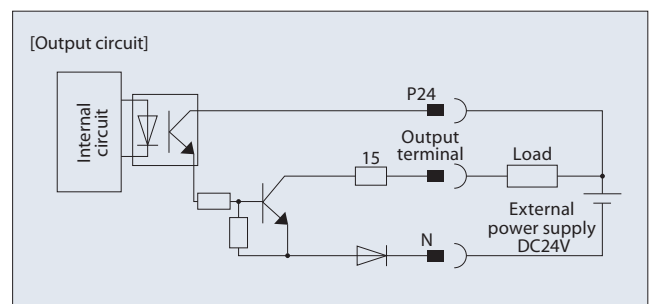 [Output circuit]
Internal
circuit
P24
Output
terminal
15
Load
External
power supply
DC24V
N